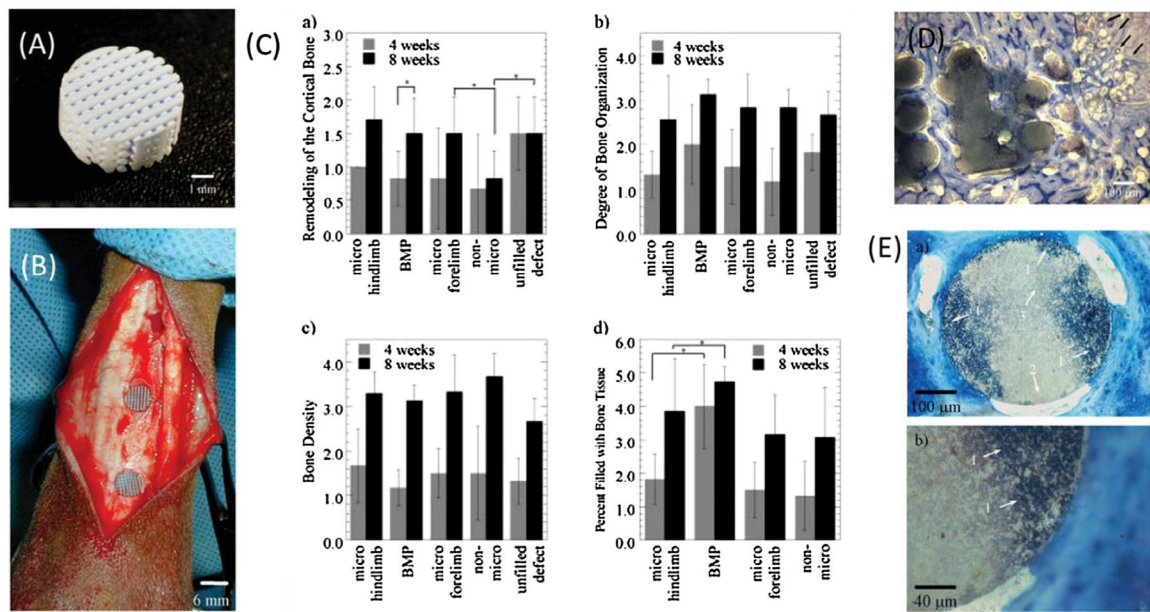 (A)
1 mm
(B)
6 mm
(C)
a)
4 weeks
8 weeks
*
*
*
Remodeling of the Cortical Bone
3.0
2.5
2.0
1.5
1.0
0.5
0.0
micro
hindlimb
BMP
micro
forelimb
non-
micro
unfilled
defect
b)
4 weeks
8 weeks
Degree of Bone Organization
4.0
3.0
2.0
1.0
0.0
micro
hindlimb
BMP
micro
forelimb
non-
micro
unfilled
defect
c)
4 weeks
8 weeks
Bone Density
4.0
3.0
2.0
1.0
0.0
micro
hindlimb
BMP
micro
forelimb
non-
micro
unfilled
defect
d)
4 weeks
8 weeks
*
*
Percent Filled with Bone Tissue
6.0
5.0
4.0
3.0
2.0
1.0
0.0
micro
hindlimb
BMP
micro
forelimb
non-
micro
(D)
100 μm
(E)
a)
1
1
1
2
100 μm
b)
1
1
40 μm